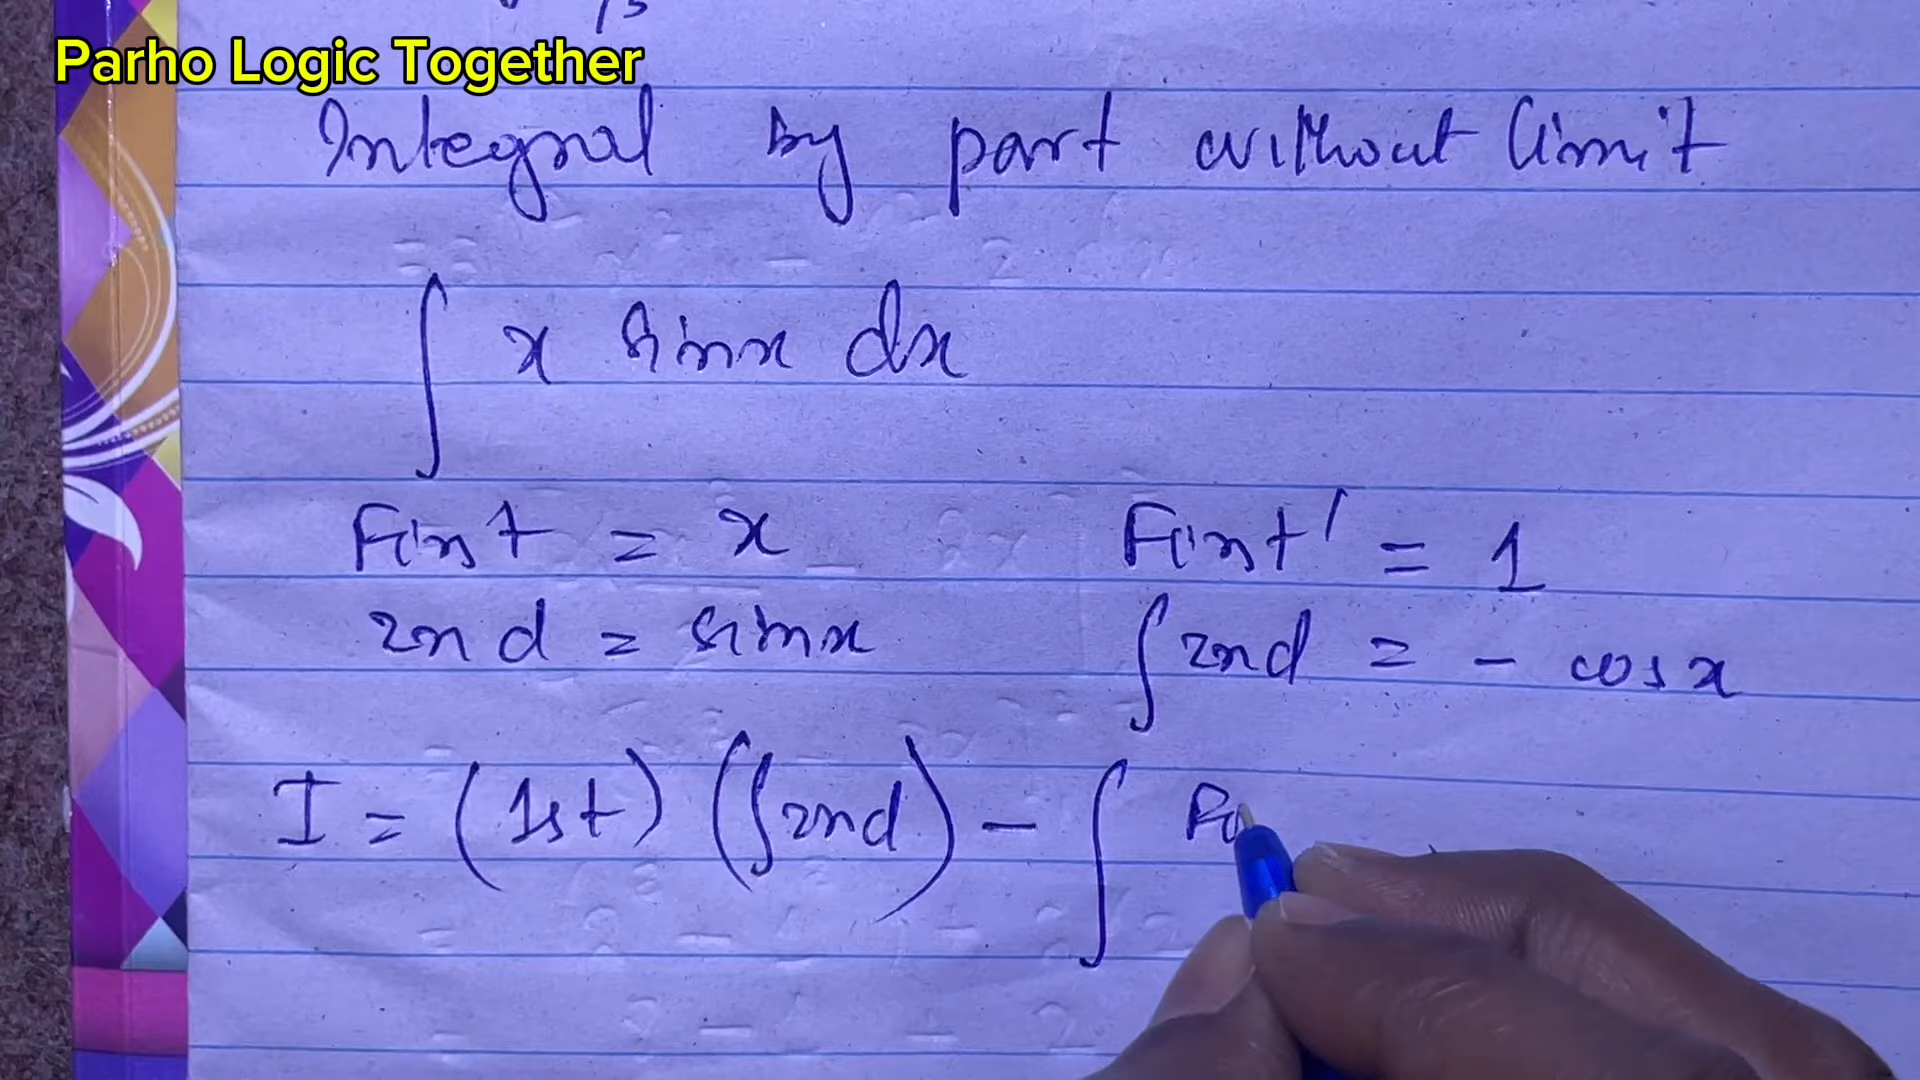 Parho Logic Together
Integral by part without limit
∫ x sinx dx
First = x First' = 1
2nd = sinx ∫2nd = - cosx
I = (1st) (∫2nd) - ∫ Fi